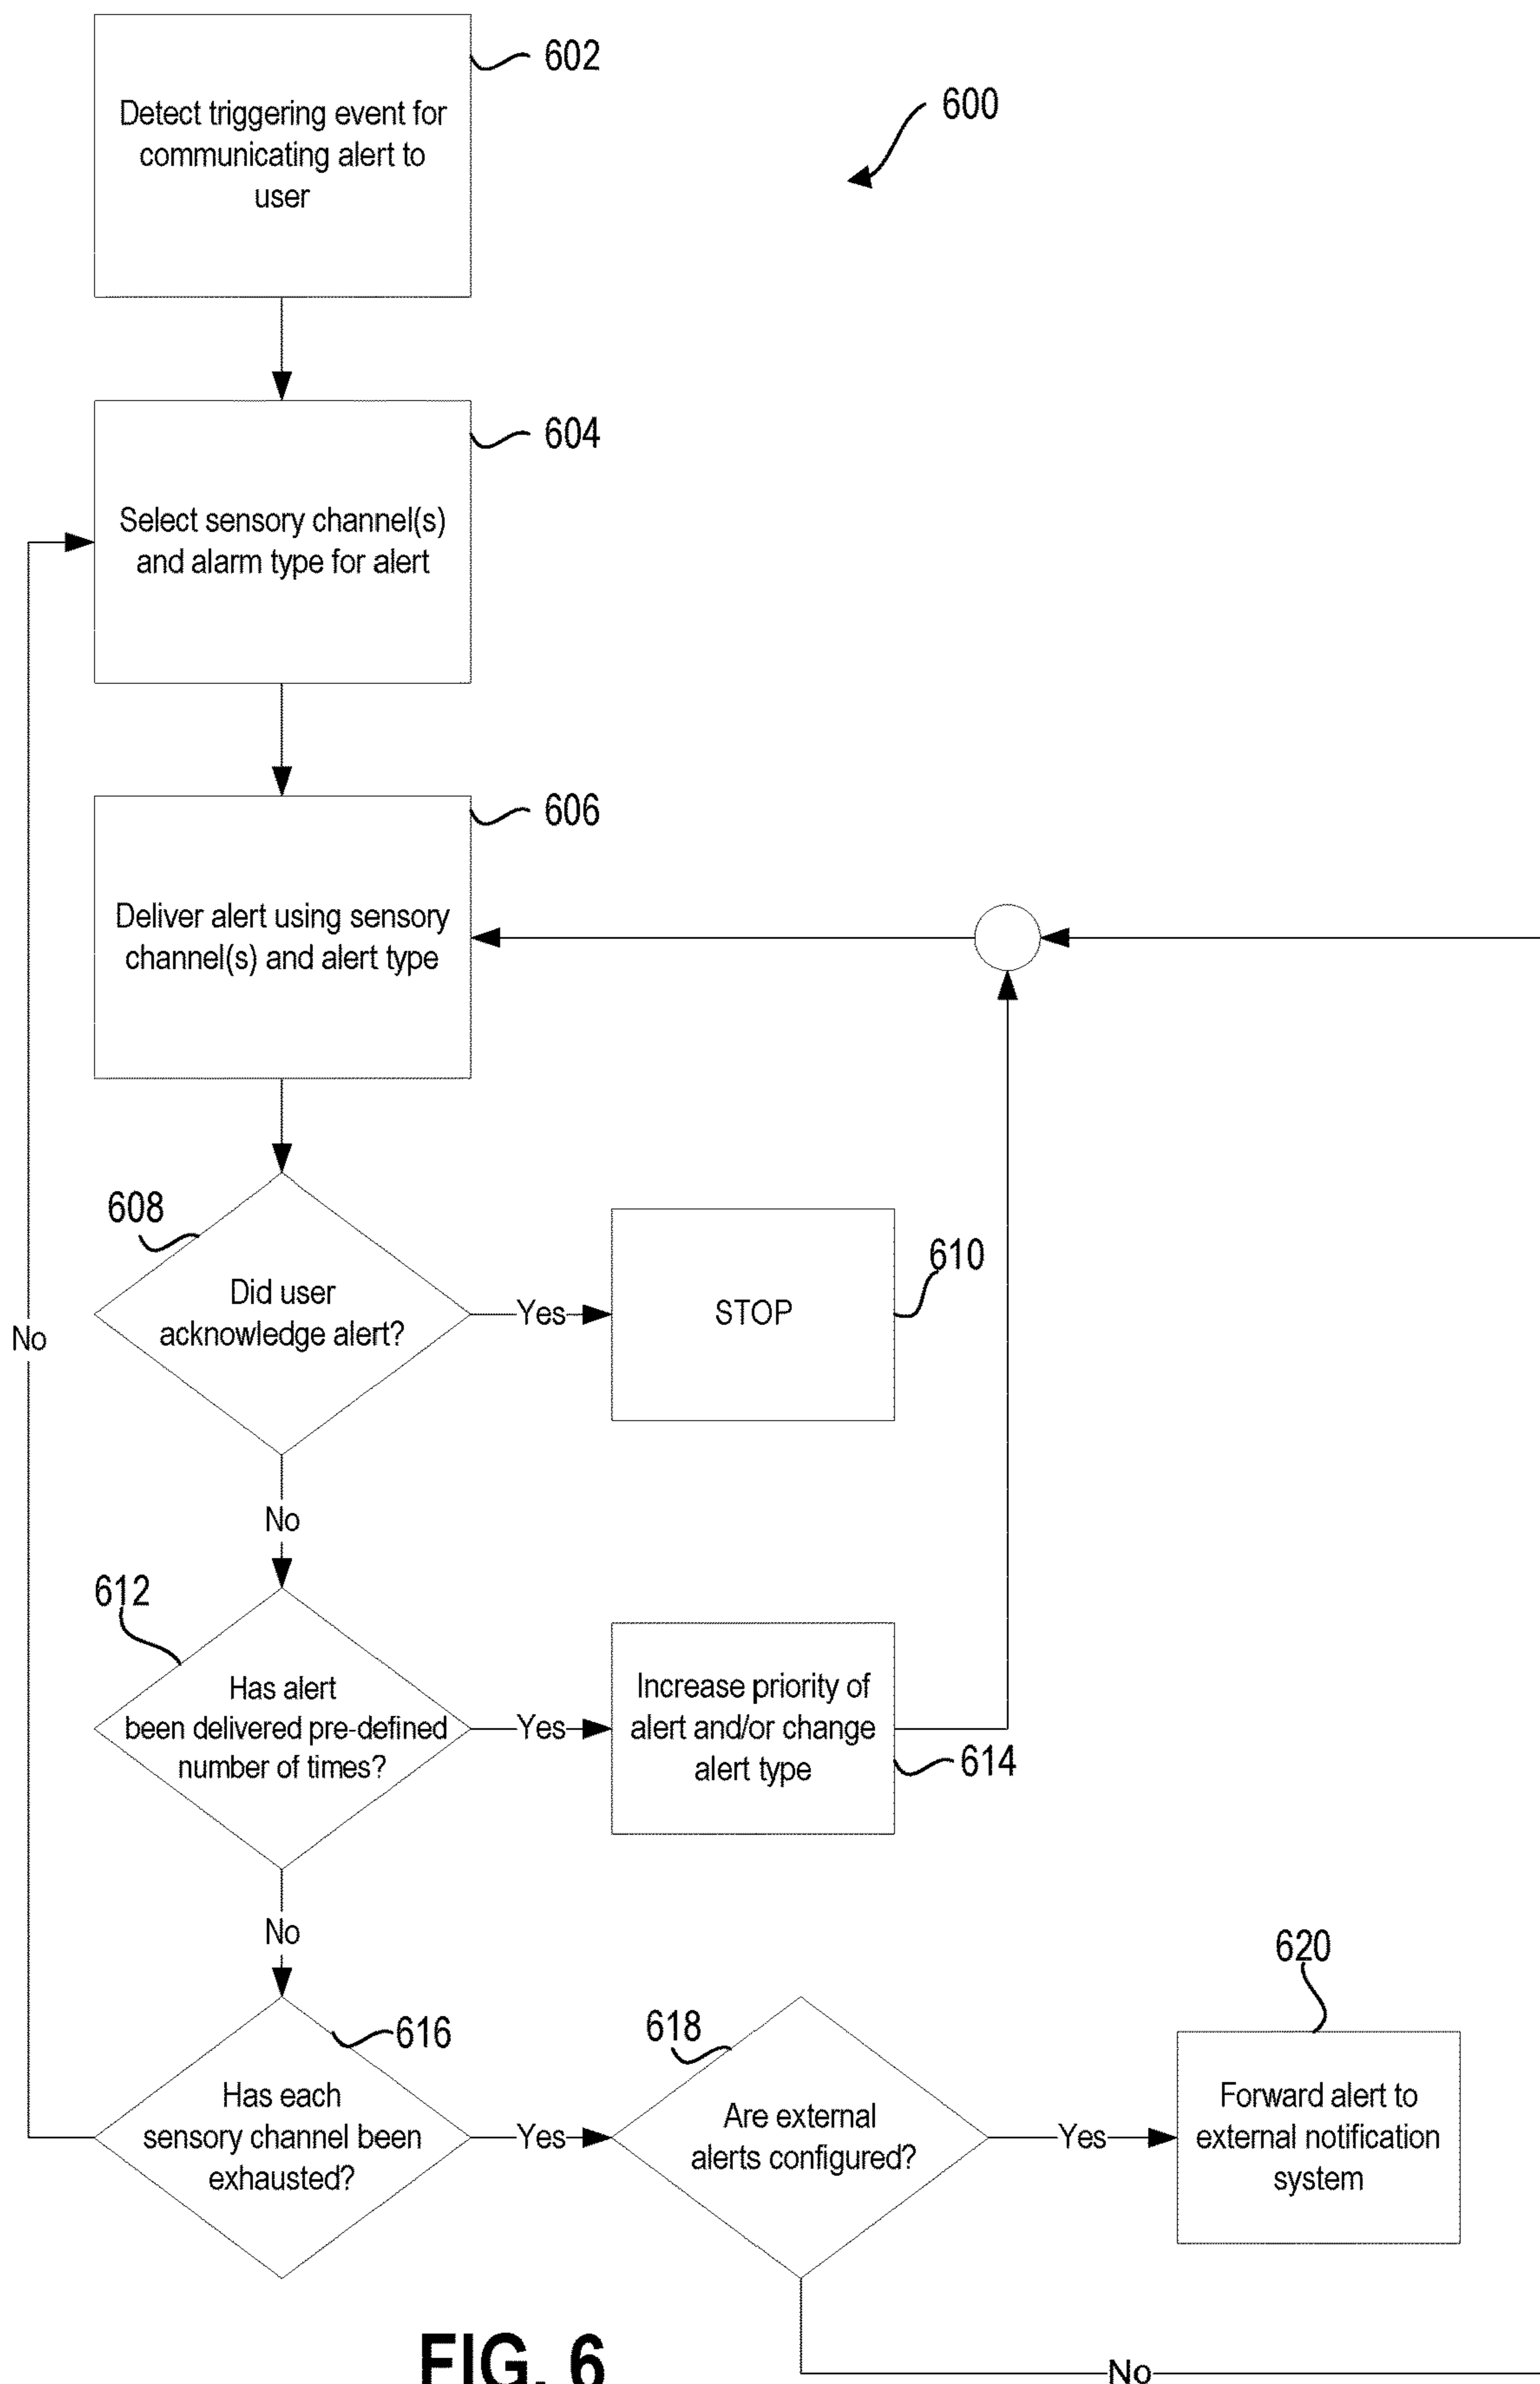 602
600
Detect triggering event for
communicating alert to
user
604
Select sensory channel(s)
and alarm type for alert
606
Deliver alert using sensory
channel(s) and alert type
608
610
Did user
acknowledge alert?
Yes
STOP
No
No
612
Has alert
been delivered pre-defined
number of times?
Yes
Increase priority of
alert and/or change
alert type
614
No
620
616
618
Has each
sensory channel been
exhausted?
Yes
Are external
alerts configured?
Yes
Forward alert to
external notification
system
No
FIG. 6